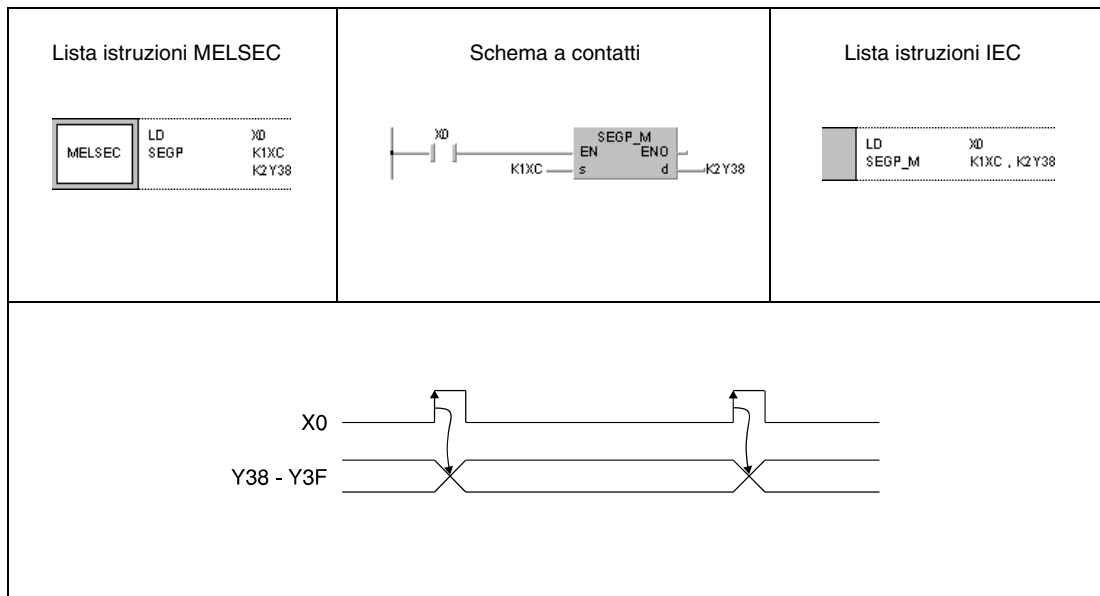 Lista istruzioni MELSEC
MELSEC
LD X0
SEGP K1XC
K2Y38
Schema a contatti
X0
SEGP_M
EN ENO
K1XC s d K2Y38
Lista istruzioni IEC
LD X0
SEGP_M K1XC , K2Y38
X0
Y38 - Y3F